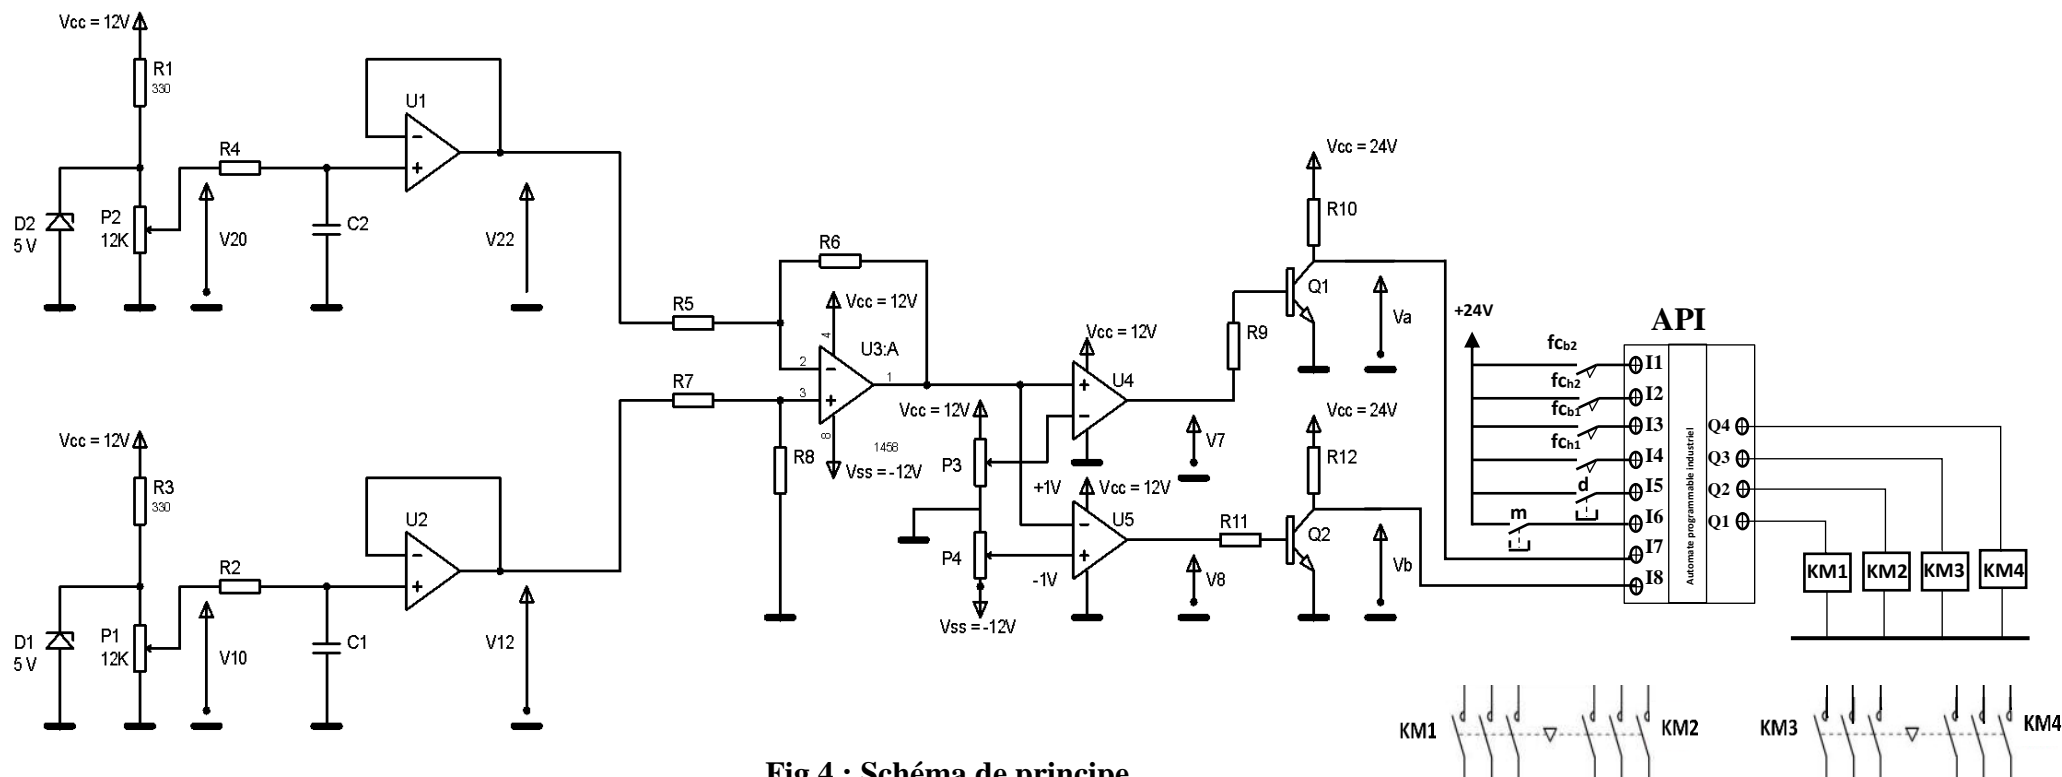 Vcc = 12V
R1
330
D2
5 V
P2
12K
R4
V20
C2
U1
V22
Vcc = 12V
R3
330
D1
5 V
P1
12K
R2
V10
C1
U2
V12
R5
R6
R7
R8
Vcc = 12V
4
U3:A
2
3
1
8
1458
Vss = -12V
Vcc = 12V
P3
+1V
P4
-1V
Vss = -12V
Vcc = 12V
U4
Vcc = 12V
U5
V7
V8
R9
R11
Vcc = 24V
R10
Q1
Va
Vcc = 24V
R12
Q2
Vb
+24V
API
fcb2
fch2
fcb1
fch1
d
m
I1
I2
I3
I4
I5
I6
I7
I8
Automate programmable industriel
Q4
Q3
Q2
Q1
KM1
KM2
KM3
KM4
KM1
KM2
KM3
KM4
Fig 4 : Schéma de principe